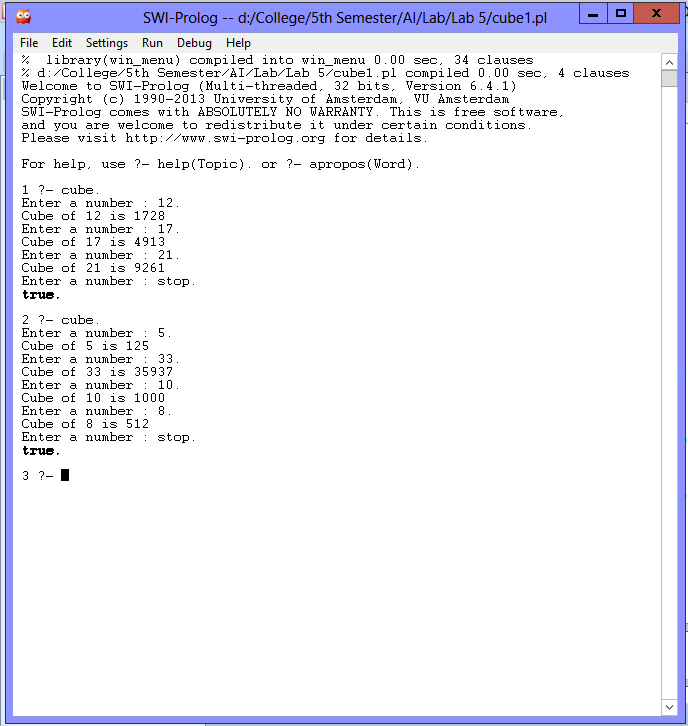 SWI-Prolog -- d:/College/5th Semester/AI/Lab/Lab 5/cube1.pl
File Edit Settings Run Debug Help
% library(win_menu) compiled into win_menu 0.00 sec, 34 clauses
% d:/College/5th Semester/AI/Lab/Lab 5/cube1.pl compiled 0.00 sec, 4 clauses
Welcome to SWI-Prolog (Multi-threaded, 32 bits, Version 6.4.1)
Copyright (c) 1990-2013 University of Amsterdam, VU Amsterdam
SWI-Prolog comes with ABSOLUTELY NO WARRANTY. This is free software,
and you are welcome to redistribute it under certain conditions.
Please visit http://www.swi-prolog.org for details.
For help, use ?- help(Topic). or ?- apropos(Word).
1 ?- cube.
Enter a number : 12.
Cube of 12 is 1728
Enter a number : 17.
Cube of 17 is 4913
Enter a number : 21.
Cube of 21 is 9261
Enter a number : stop.
true.
2 ?- cube.
Enter a number : 5.
Cube of 5 is 125
Enter a number : 33.
Cube of 33 is 35937
Enter a number : 10.
Cube of 10 is 1000
Enter a number : 8.
Cube of 8 is 512
Enter a number : stop.
true.
3 ?-